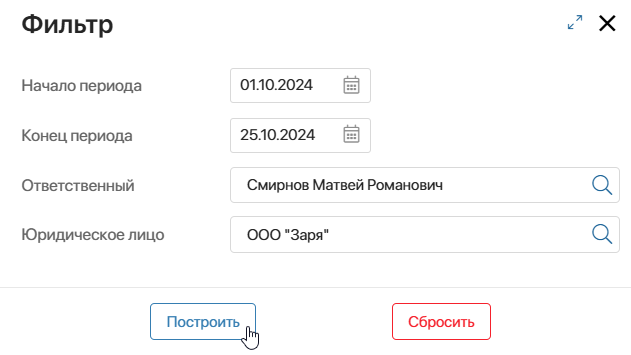 Фильтр
Начало периода 01.10.2024
Конец периода 25.10.2024
Ответственный Смирнов Матвей Романович
Юридическое лицо ООО "Заря"
Построить Сбросить